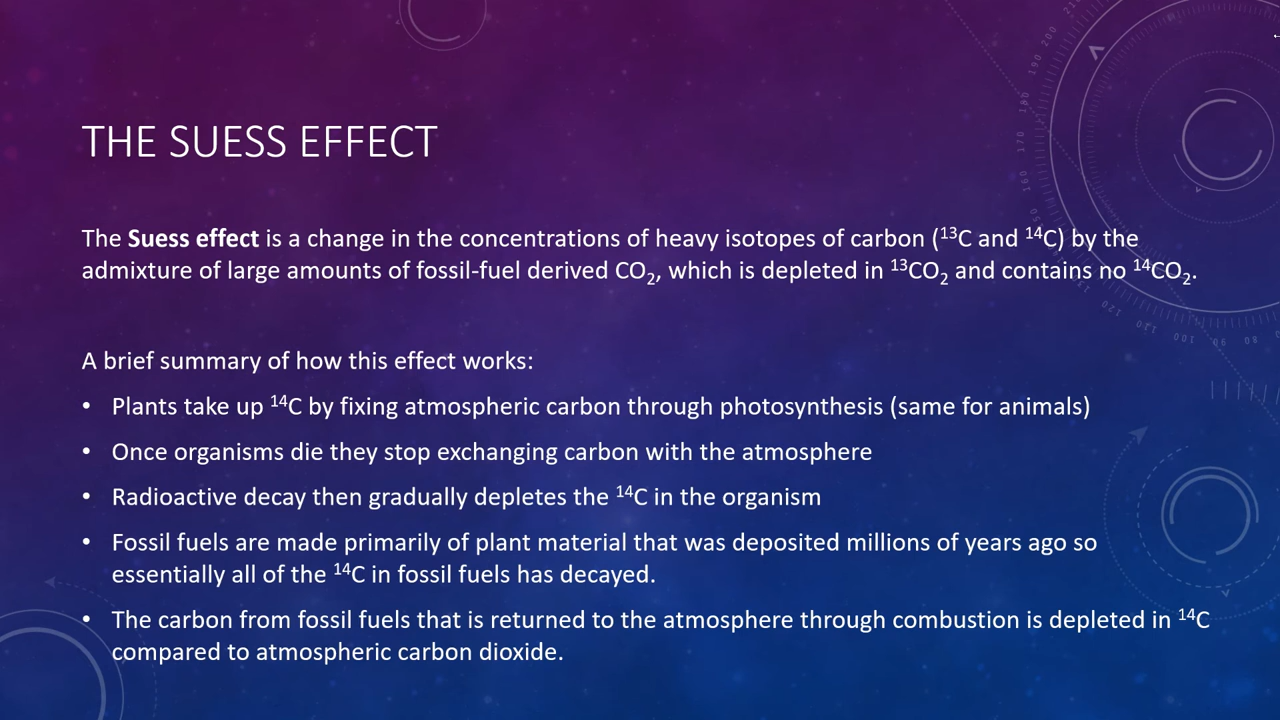 THE SUESS EFFECT
The Suess effect is a change in the concentrations of heavy isotopes of carbon (¹³C and ¹⁴C) by the
admixture of large amounts of fossil-fuel derived CO₂, which is depleted in ¹³CO₂ and contains no ¹⁴CO₂.
A brief summary of how this effect works:
• Plants take up ¹⁴C by fixing atmospheric carbon through photosynthesis (same for animals)
• Once organisms die they stop exchanging carbon with the atmosphere
• Radioactive decay then gradually depletes the ¹⁴C in the organism
• Fossil fuels are made primarily of plant material that was deposited millions of years ago so
essentially all of the ¹⁴C in fossil fuels has decayed.
• The carbon from fossil fuels that is returned to the atmosphere through combustion is depleted in ¹⁴C
compared to atmospheric carbon dioxide.